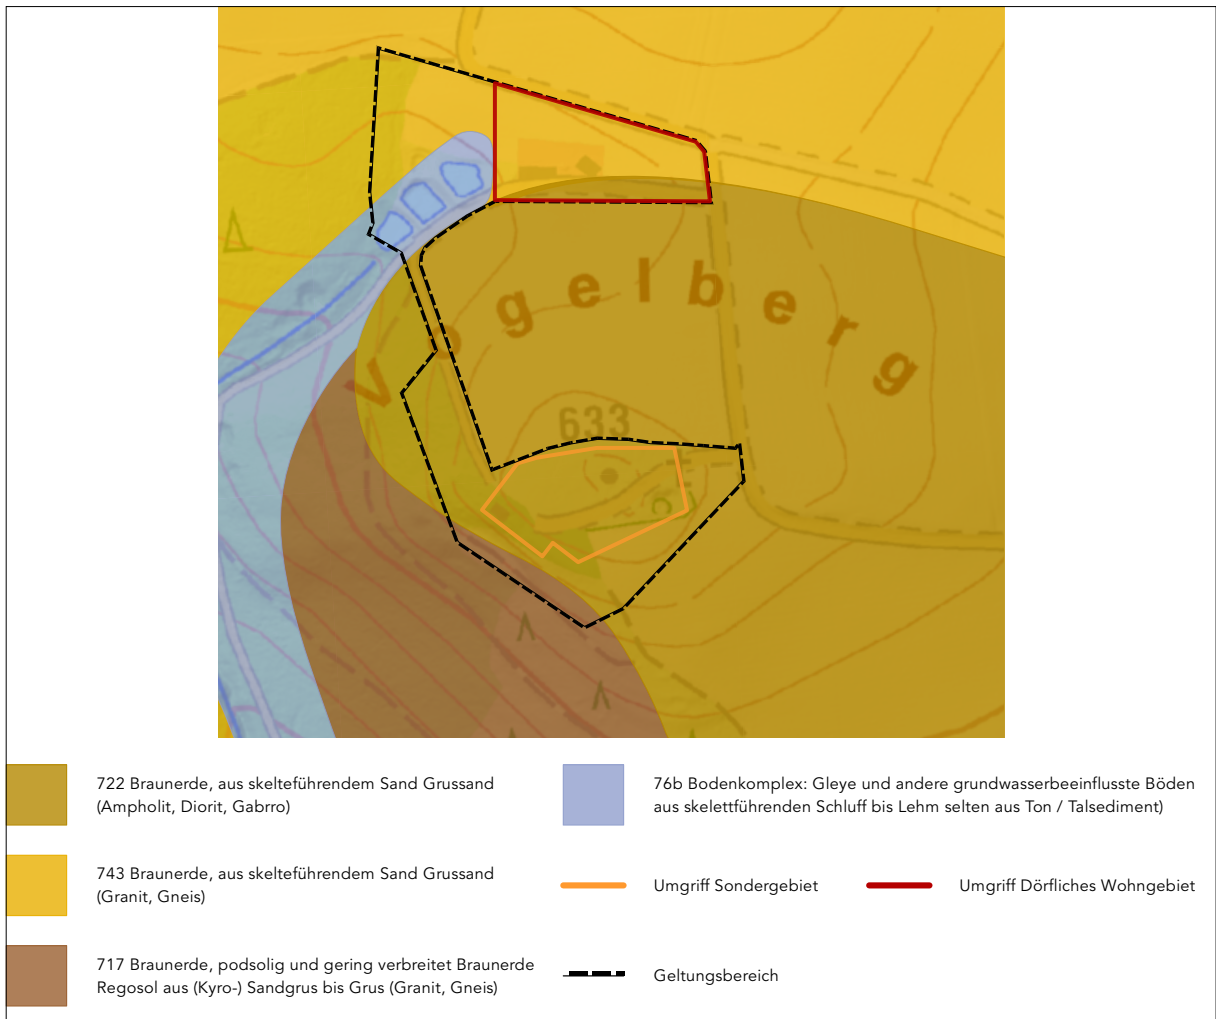 Vogelberg
633
722 Braunerde, aus skelteführendem Sand Grussand
(Ampholit, Diorit, Gabrro)
743 Braunerde, aus skelteführendem Sand Grussand
(Granit, Gneis)
717 Braunerde, podsolig und gering verbreitet Braunerde
Regosol aus (Kyro-) Sandgrus bis Grus (Granit, Gneis)
76b Bodenkomplex: Gleye und andere grundwasserbeeinflusste Böden
aus skelettführenden Schluff bis Lehm selten aus Ton / Talsediment)
Umgriff Sondergebiet
Umgriff Dörfliches Wohngebiet
Geltungsbereich